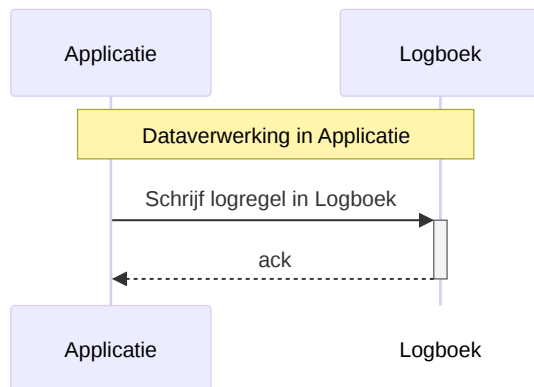 Applicatie
Logboek
Dataverwerking in Applicatie
Schrijf logregel in Logboek
ack
Applicatie
Logboek